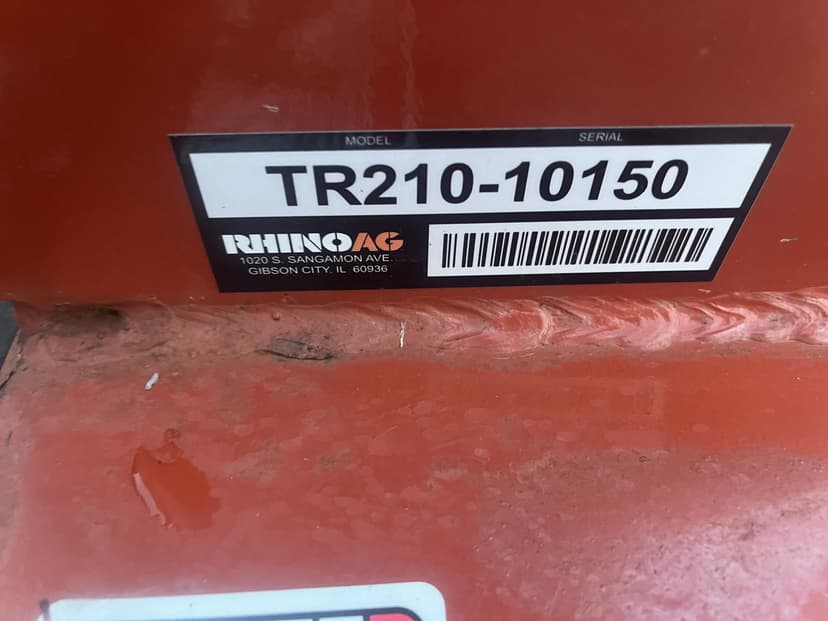 MODEL SERIAL
TR210-10150
RHINOAG
1020 S. SANGAMON AVE.
GIBSON CITY, IL 60936